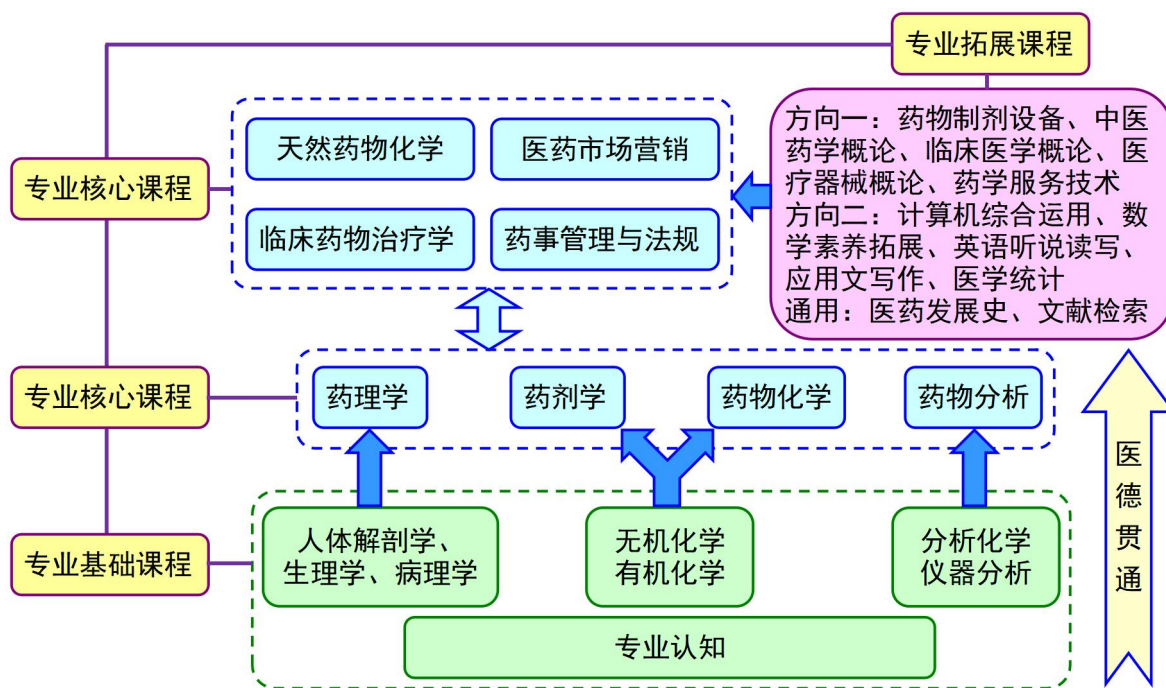 专业拓展课程
方向一：药物制剂设备、中医
药学概论、临床医学概论、医
疗器械概论、药学服务技术
方向二：计算机综合运用、数
学素养拓展、英语听说读写、
应用文写作、医学统计
通用：医药发展史、文献检索
专业核心课程
天然药物化学
医药市场营销
临床药物治疗学
药事管理与法规
专业核心课程
药理学
药剂学
药物化学
药物分析
专业基础课程
人体解剖学、
生理学、病理学
无机化学
有机化学
分析化学
仪器分析
专业认知
医德贯通